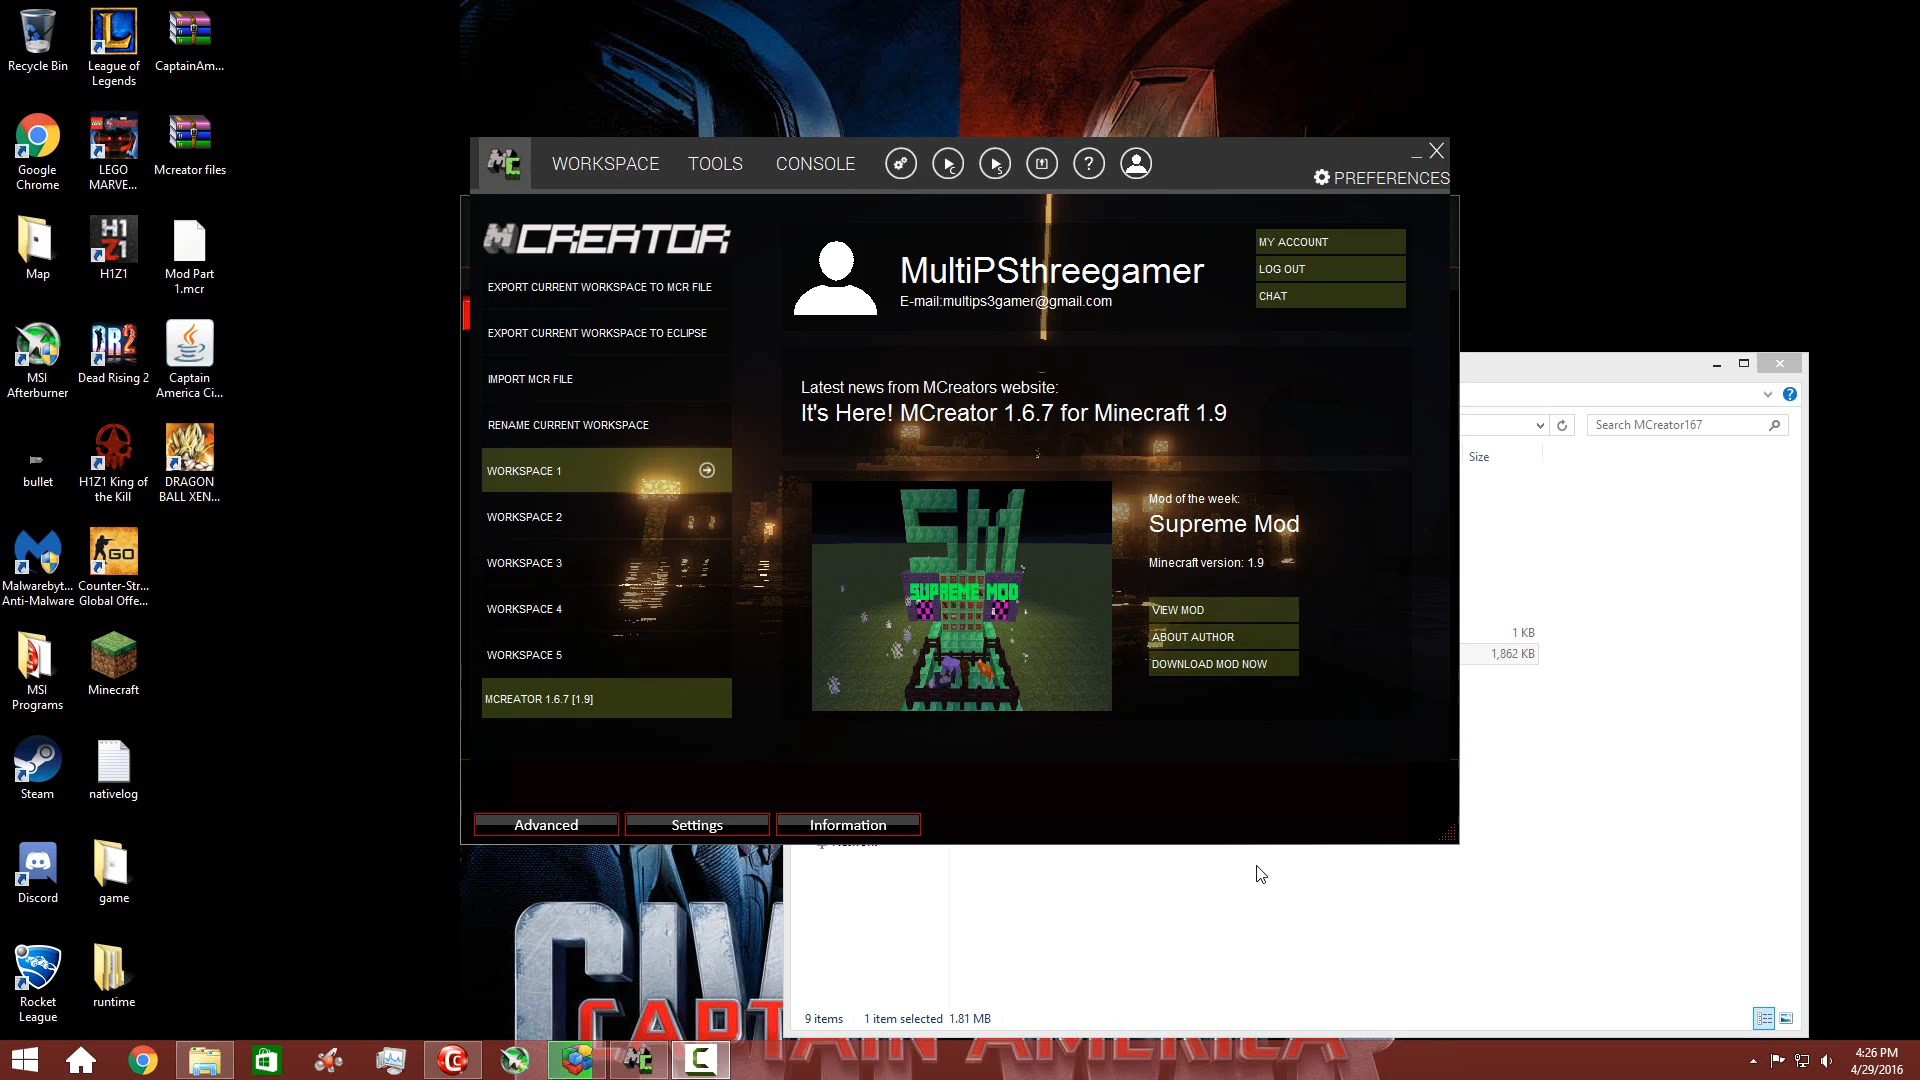 Recycle Bin
League of
Legends
CaptainAm...
Google
Chrome
LEGO
MARVE...
Mcreator files
Map
H1Z1
Mod Part
1.mcr
MSI
Afterburner
Dead Rising 2
Captain
America Ci...
bullet
H1Z1 King of
the Kill
DRAGON
BALL XEN...
Malwarebyt...
Anti-Malware
Counter-Str...
Global Offe...
MSI
Programs
Minecraft
Steam
nativelog
Discord
game
Rocket
League
runtime
WORKSPACE
TOOLS
CONSOLE
PREFERENCES
MCREATOR
EXPORT CURRENT WORKSPACE TO MCR FILE
EXPORT CURRENT WORKSPACE TO ECLIPSE
IMPORT MCR FILE
RENAME CURRENT WORKSPACE
WORKSPACE 1
WORKSPACE 2
WORKSPACE 3
WORKSPACE 4
WORKSPACE 5
MCREATOR 1.6.7 [1.9]
MultiPSthreegamer
E-mail:multips3gamer@gmail.com
MY ACCOUNT
LOG OUT
CHAT
Latest news from MCreators website:
It's Here! MCreator 1.6.7 for Minecraft 1.9
SM
SUPREME MOD
Mod of the week:
Supreme Mod
Minecraft version: 1.9
VIEW MOD
ABOUT AUTHOR
DOWNLOAD MOD NOW
Advanced
Settings
Information
Search MCreator167
Size
1 KB
1,862 KB
9 items
1 item selected 1.81 MB
CAPTAIN AMERICA
4:26 PM
4/29/2016